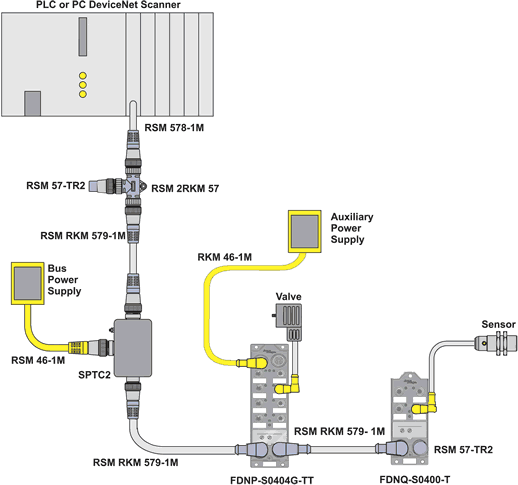 PLC or PC DeviceNet Scanner
RSM 578-1M
RSM 57-TR2
RSM 2RKM 57
RSM RKM 579-1M
Auxiliary
Power
Supply
RKM 46-1M
Bus
Power
Supply
Valve
Sensor
RSM 46-1M
SPTC2
RSM RKM 579- 1M
RSM 57-TR2
RSM RKM 579-1M
FDNP-S0404G-TT
FDNQ-S0400-T